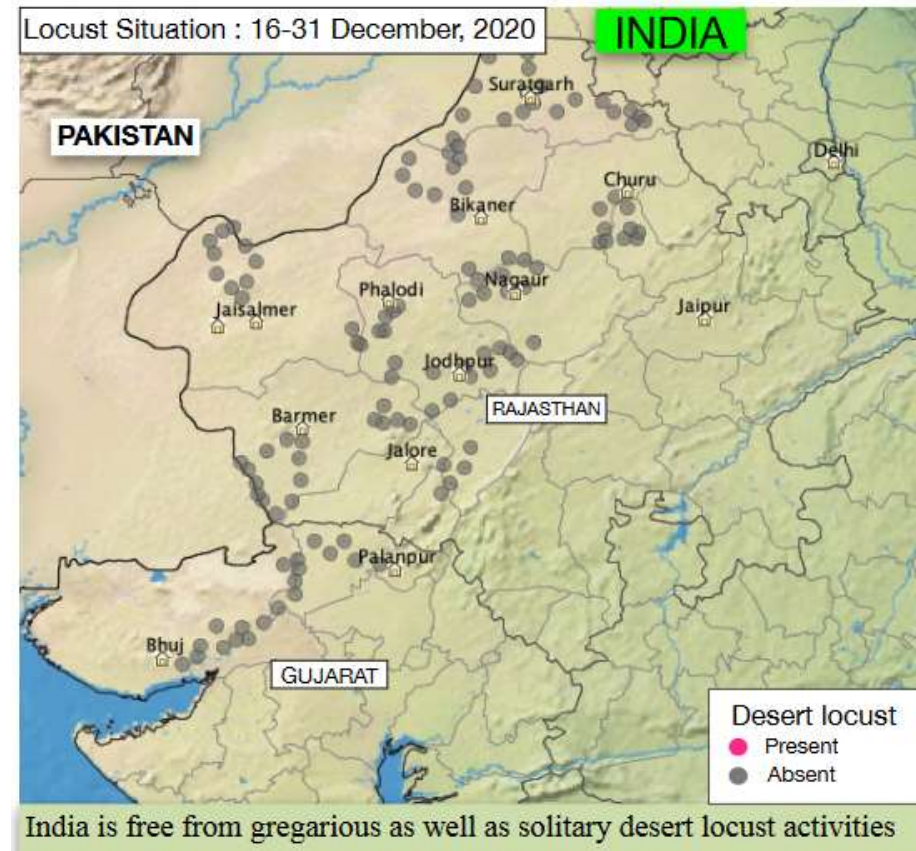 Locust Situation : 16-31 December, 2020
INDIA
Suratgarh
PAKISTAN
Delhi
Churu
Bikaner
Phalodi
Nagaur
Jaisalmer
Jaipur
Jodhpur
RAJASTHAN
Barmer
Jalore
Palanpur
Bhuj
GUJARAT
Desert locust
Present
Absent
India is free from gregarious as well as solitary desert locust activities